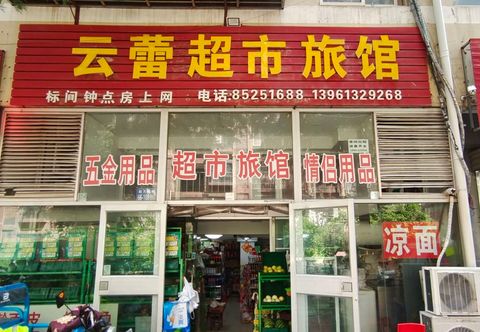 云蕾超市旅馆
标间钟点房上网 电话:85251688 13961329268
五金用品 超市旅馆 情侣用品
凉面